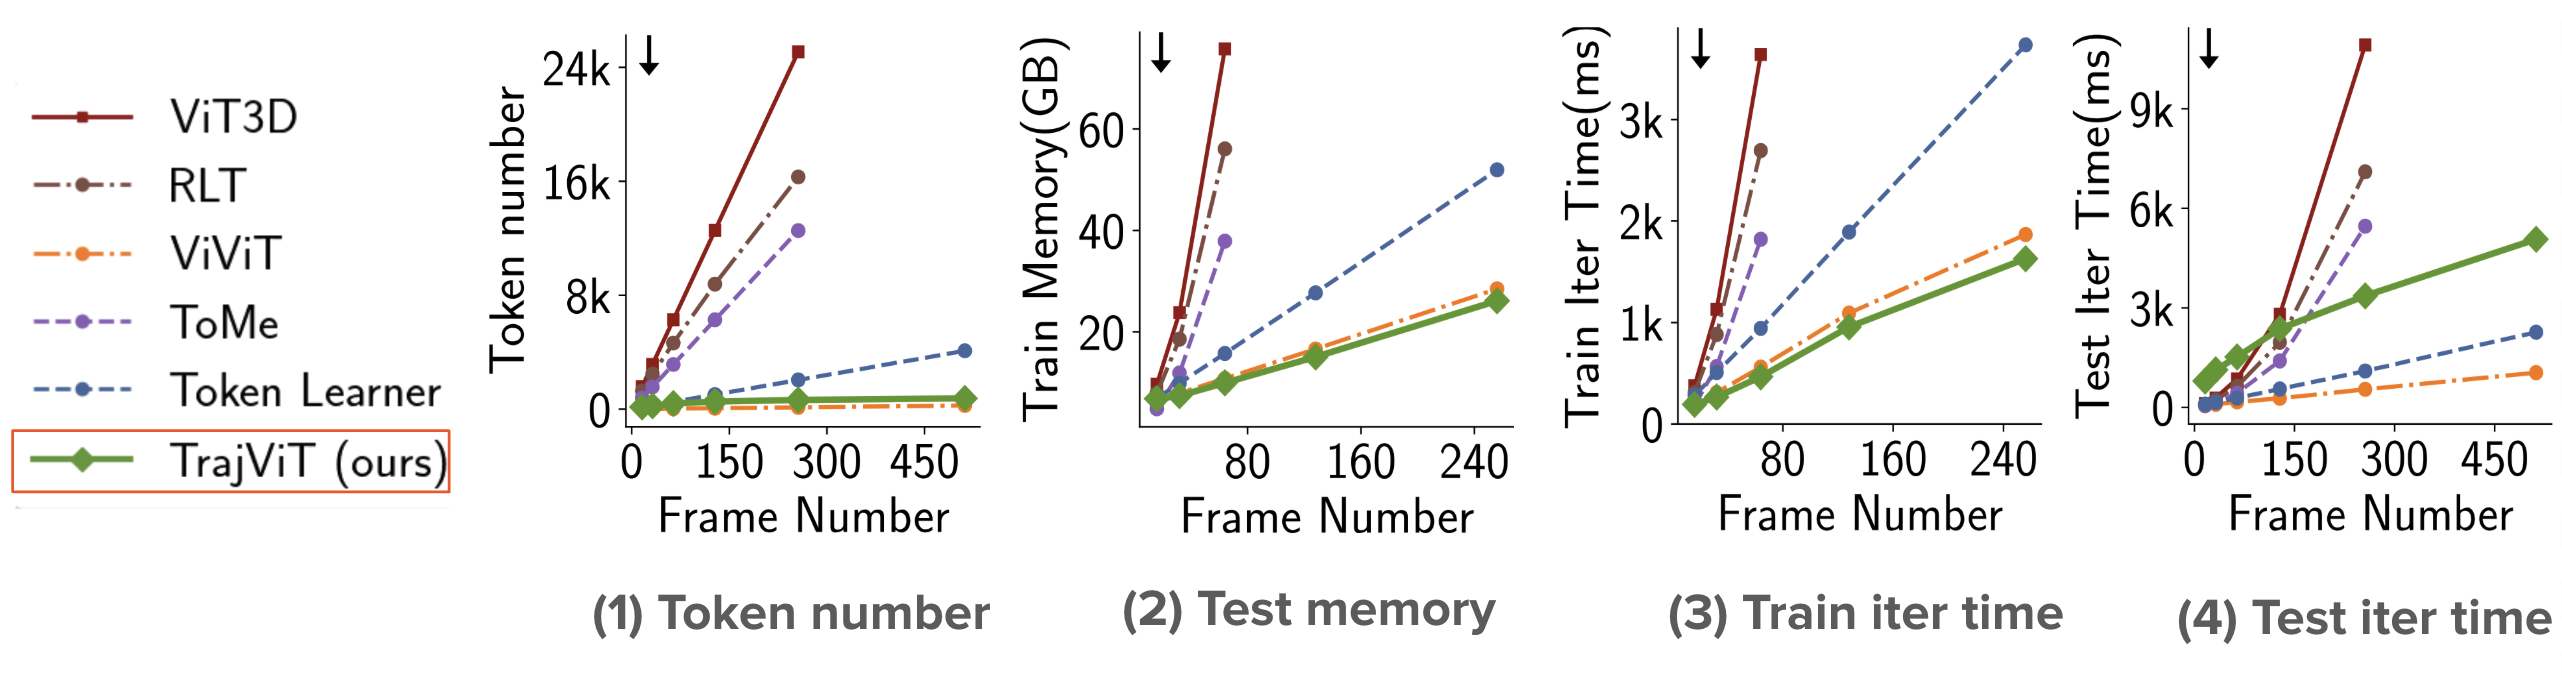 ViT3D
RLT
ViViT
ToMe
Token Learner
TrajViT (ours)
Token number
24k
16k
8k
0
0 150 300 450
Frame Number
(1) Token number
Train Memory(GB)
60
40
20
80 160 240
Frame Number
(2) Test memory
Train Iter Time(ms)
3k
2k
1k
0
80 160 240
Frame Number
(3) Train iter time
Test Iter Time(ms)
9k
6k
3k
0
0 150 300 450
Frame Number
(4) Test iter time